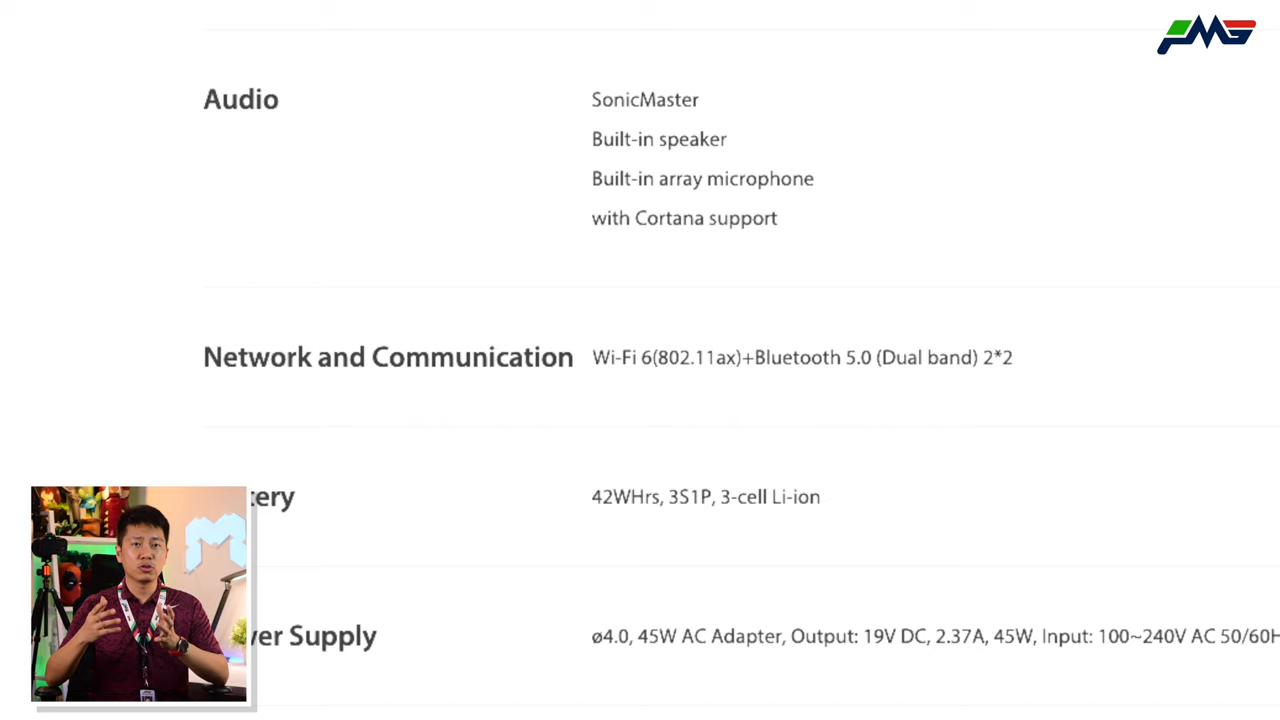 PMG
Audio
SonicMaster
Built-in speaker
Built-in array microphone
with Cortana support
Network and Communication
Wi-Fi 6(802.11ax)+Bluetooth 5.0 (Dual band) 2*2
tery
42WHrs, 3S1P, 3-cell Li-ion
wer Supply
ø4.0, 45W AC Adapter, Output: 19V DC, 2.37A, 45W, Input: 100~240V AC 50/60H